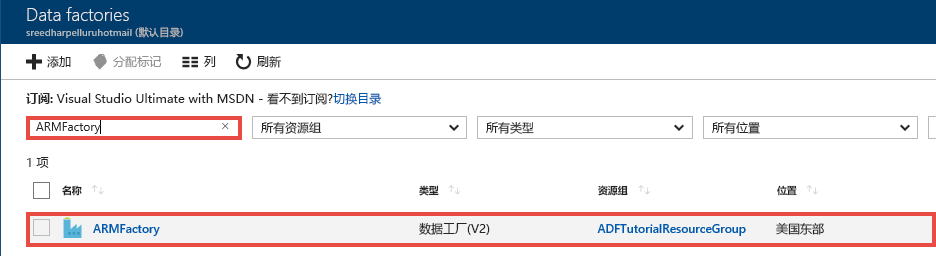 Data factories
sreedharpelluruhotmail (默认目录)
添加 分配标记 列 刷新
订阅: Visual Studio Ultimate with MSDN - 看不到订阅?切换目录
ARMFactory × 所有资源组 所有类型 所有位置
1 项
名称 类型 资源组 位置
ARMFactory 数据工厂(V2) ADFTutorialResourceGroup 美国东部